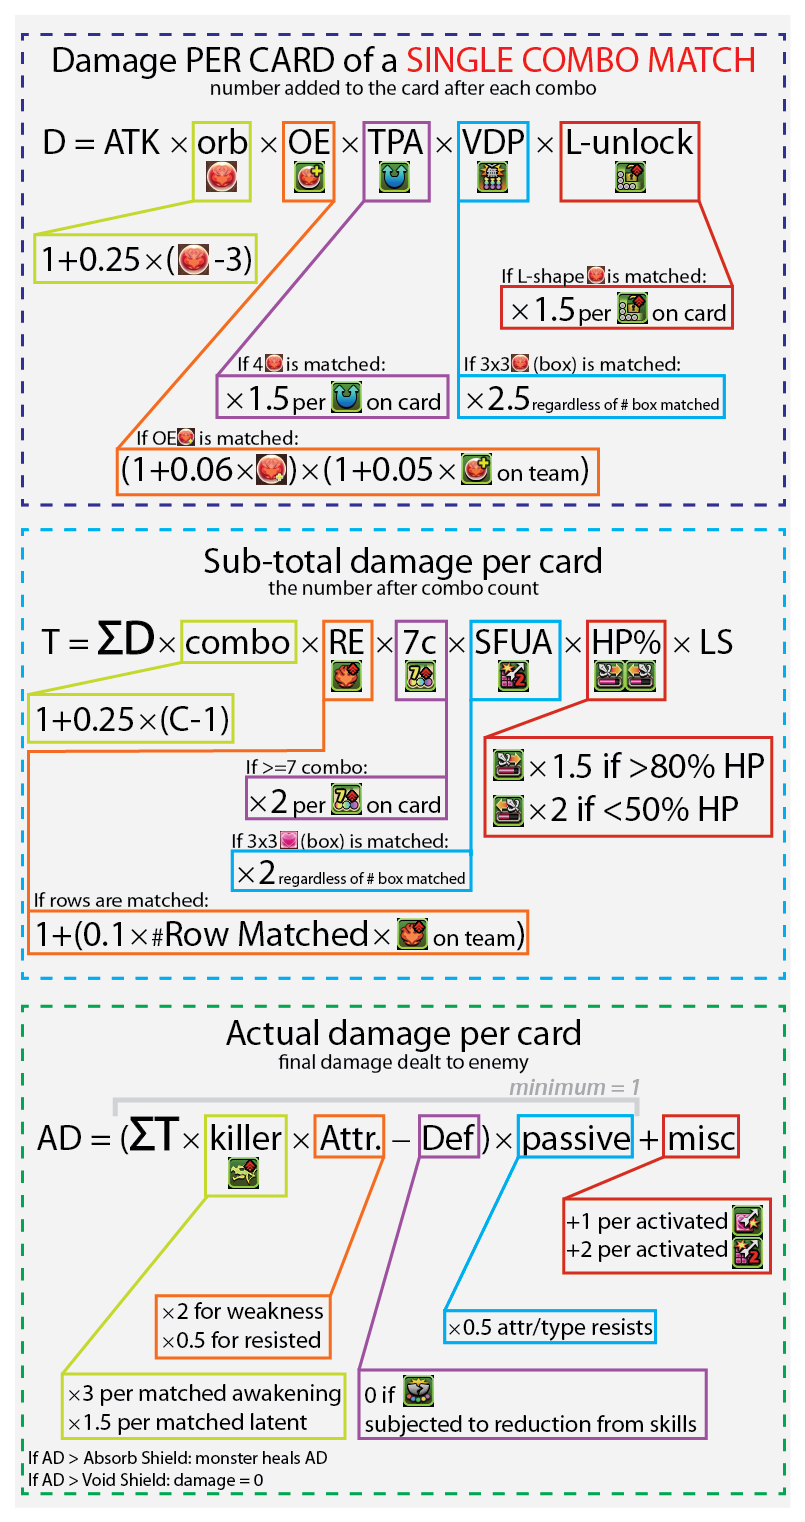 Damage PER CARD of a SINGLE COMBO MATCH
number added to the card after each combo
D = ATK × orb × OE × TPA × VDP × L-unlock
1+0.25×( -3)
If L-shape is matched:
×1.5 per on card
If 4 is matched:
×1.5 per on card
If 3x3 (box) is matched:
×2.5 regardless of # box matched
If OE is matched:
(1+0.06× )×(1+0.05× on team)
Sub-total damage per card
the number after combo count
T = ΣD× combo × RE × 7c × SFUA × HP% × LS
1+0.25×(C-1)
×1.5 if >80% HP
×2 if <50% HP
If >=7 combo:
×2 per on card
If 3x3 (box) is matched:
×2 regardless of # box matched
If rows are matched:
1+(0.1×#Row Matched× on team)
Actual damage per card
final damage dealt to enemy
minimum = 1
AD = (ΣT × killer × Attr. – Def) × passive + misc
+1 per activated
+2 per activated
×2 for weakness
×0.5 for resisted
×0.5 attr/type resists
×3 per matched awakening
×1.5 per matched latent
0 if
subjected to reduction from skills
If AD > Absorb Shield: monster heals AD
If AD > Void Shield: damage = 0